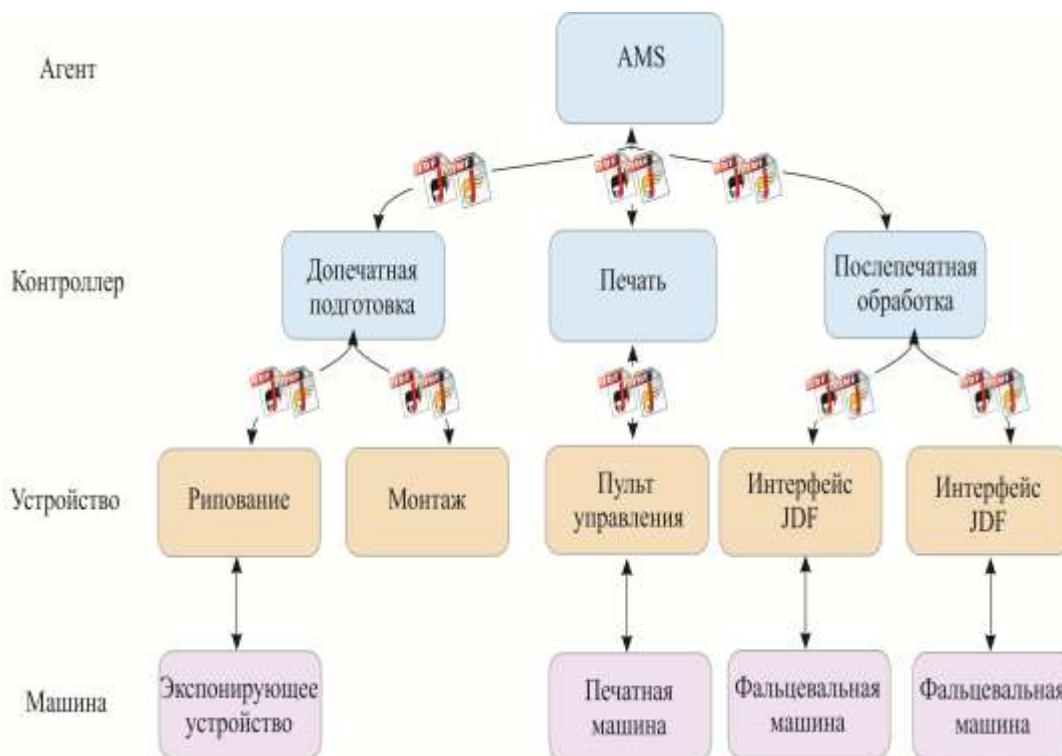 Агент
AMS
Контроллер
Допечатная
подготовка
Печать
Послепечатная
обработка
Устройство
Рипование
Монтаж
Пульт
управления
Интерфейс
JDF
Интерфейс
JDF
Машина
Экспонирующее
устройство
Печатная
машина
Фальцевальная
машина
Фальцевальная
машина